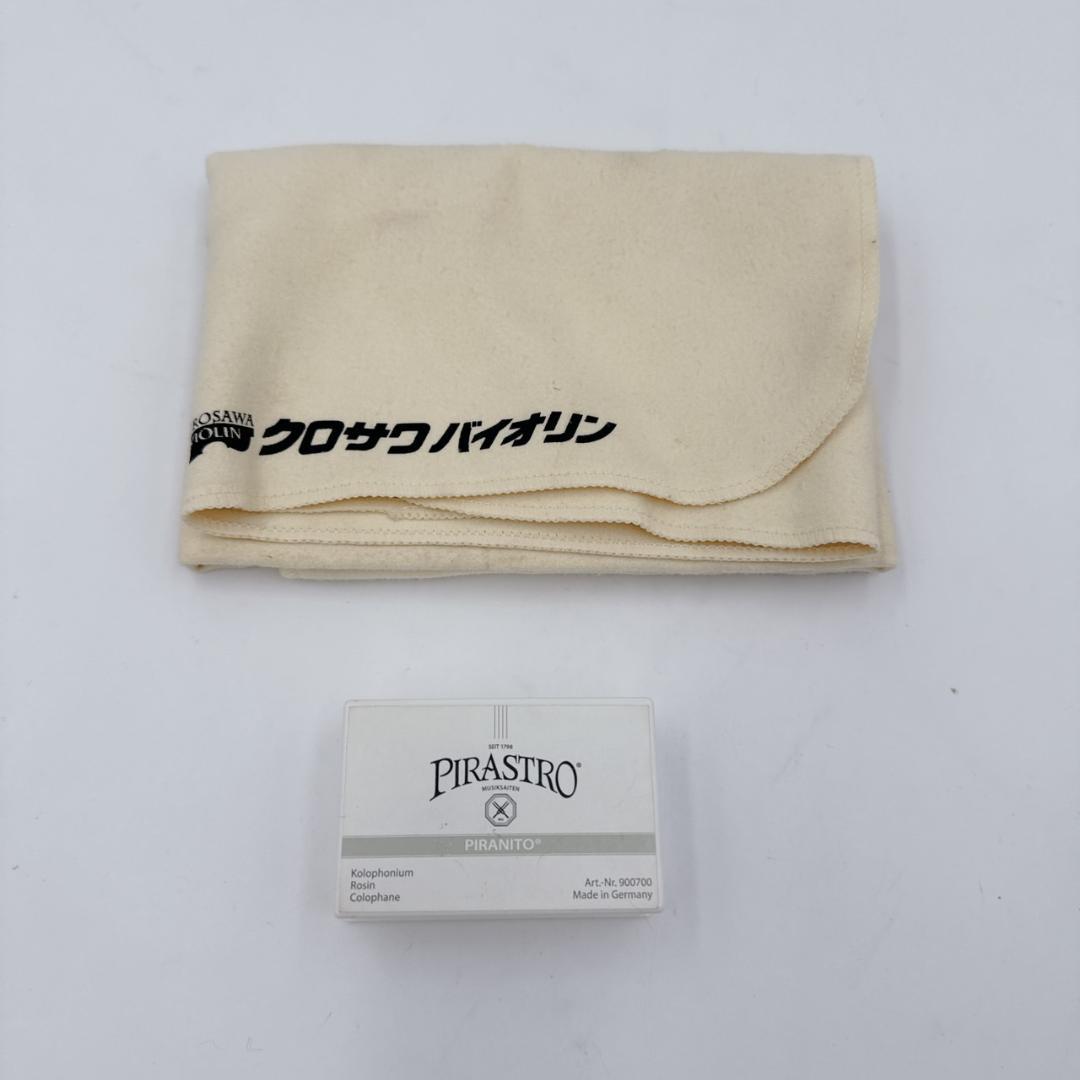 ROSAWA
IOLIN
クロサワバイオリン
SEIT 1798
PIRASTRO®
MUSIKSAITEN
PIRANITO®
Kolophonium
Rosin
Colophane
Art.-Nr. 900700
Made in Germany